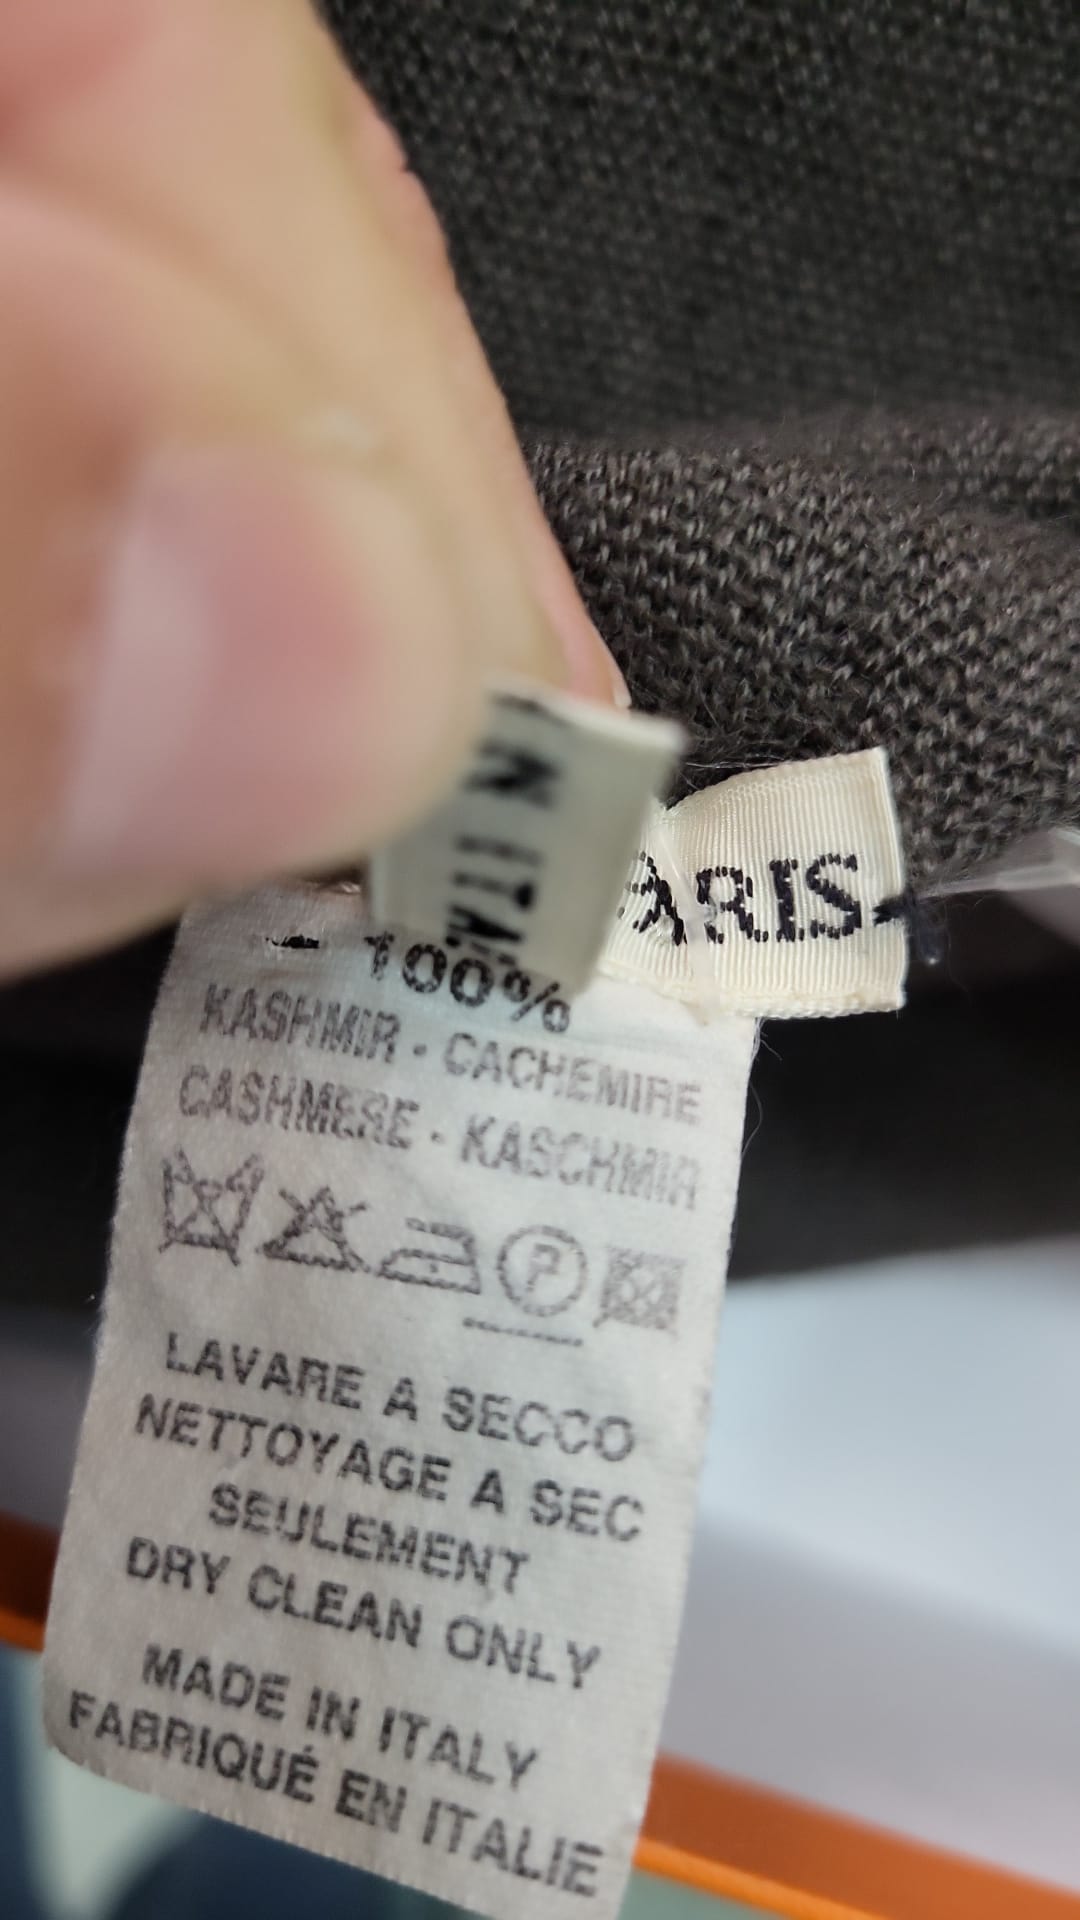 ARIS-
N ITA
100%
KASHMIR - CACHEMIRE
CASHMERE - KASCHMIR
P
LAVARE A SECCO
NETTOYAGE A SEC
SEULEMENT
DRY CLEAN ONLY
MADE IN ITALY
FABRIQUÉ EN ITALIE